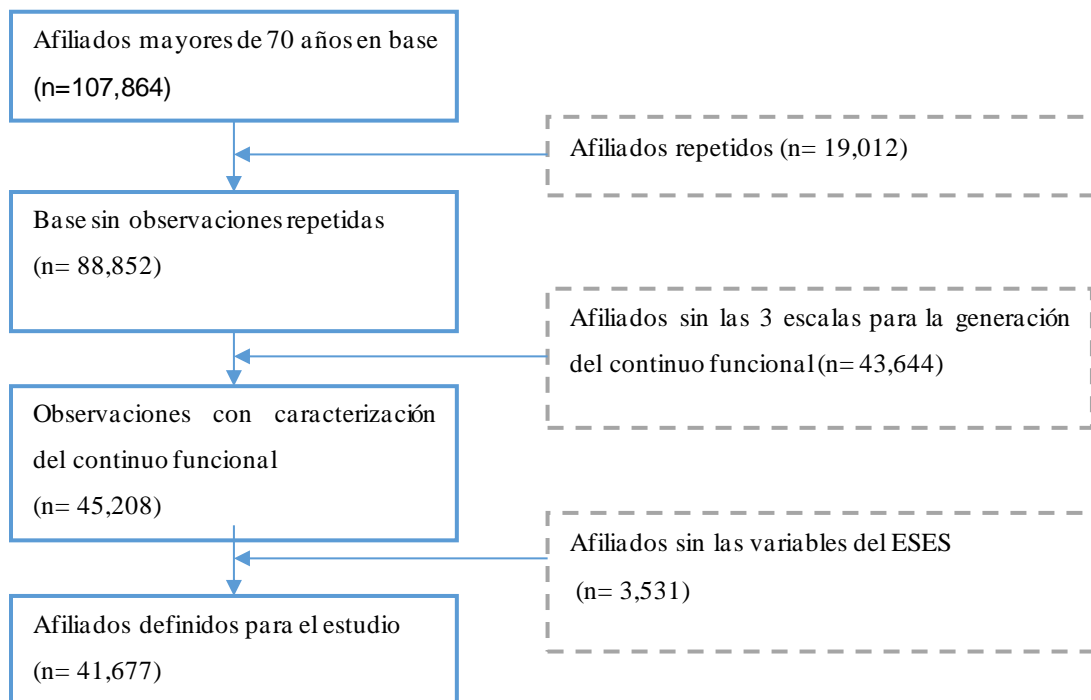 Afiliados mayores de 70 años en base
(n=107,864)
Afiliados repetidos (n= 19,012)
Base sin observaciones repetidas
(n= 88,852)
Afiliados sin las 3 escalas para la generación
del continuo funcional (n= 43,644)
Observaciones con caracterización
del continuo funcional
(n= 45,208)
Afiliados sin las variables del ESES
(n= 3,531)
Afiliados definidos para el estudio
(n= 41,677)